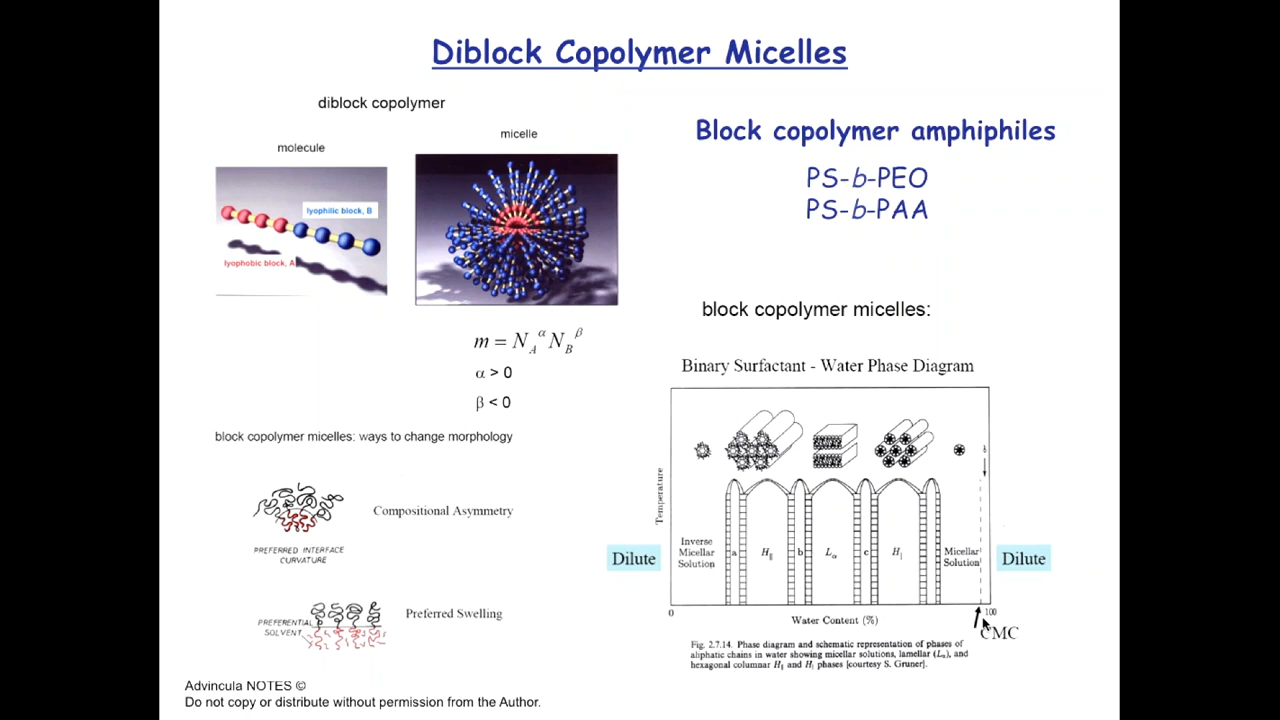 Diblock Copolymer Micelles
diblock copolymer
molecule
micelle
lyophilic block, B
lyophobic block, A
m = N_A^α N_B^β
α > 0
β < 0
block copolymer micelles: ways to change morphology
Compositional Asymmetry
PREFERRED INTERFACE
CURVATURE
Preferred Swelling
PREFERENTIAL
SOLVENT
Block copolymer amphiphiles
PS-b-PEO
PS-b-PAA
block copolymer micelles:
Binary Surfactant - Water Phase Diagram
Temperature
Dilute
Inverse
Micellar
Solution
a
H_II
b
L_α
c
H_I
Micellar
Solution
Dilute
0
100
Water Content (%)
CMC
Fig. 2.7.14. Phase diagram and schematic representation of phases of
aliphatic chains in water showing micellar solutions, lamellar (L_α), and
hexagonal columnar H_II and H_I phases [courtesy S. Gruner].
Advincula NOTES ©
Do not copy or distribute without permission from the Author.